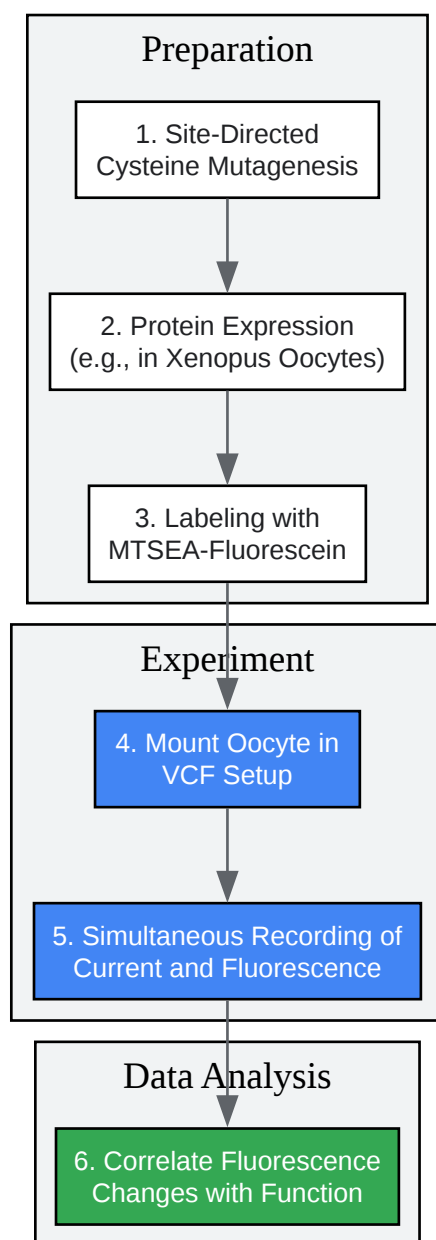 Preparation
1. Site-Directed
Cysteine Mutagenesis
2. Protein Expression
(e.g., in Xenopus Oocytes)
3. Labeling with
MTSEA-Fluorescein
Experiment
4. Mount Oocyte in
VCF Setup
5. Simultaneous Recording of
Current and Fluorescence
Data Analysis
6. Correlate Fluorescence
Changes with Function